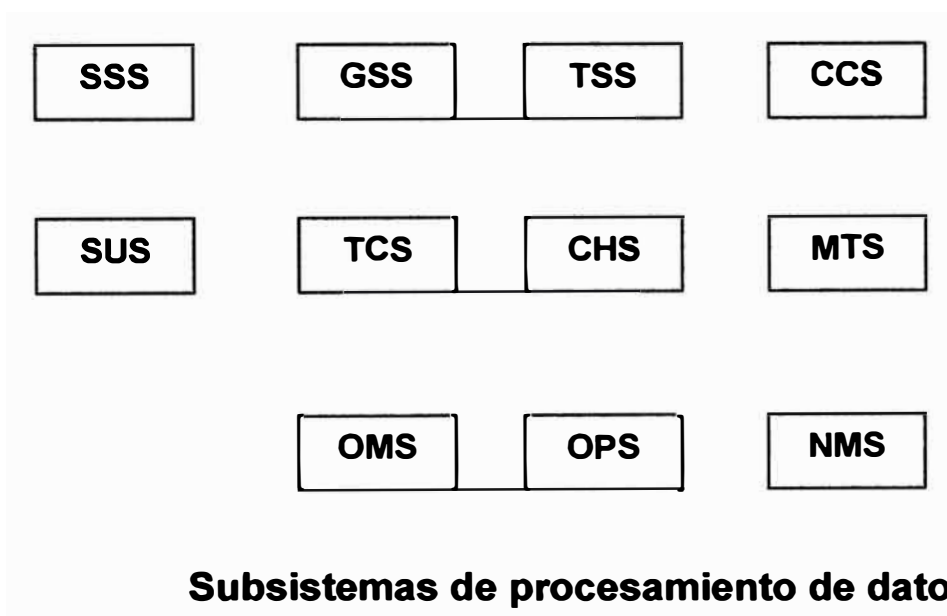 SSS GSS TSS CCS
SUS TCS CHS MTS
OMS OPS NMS
Subsistemas de procesamiento de dato